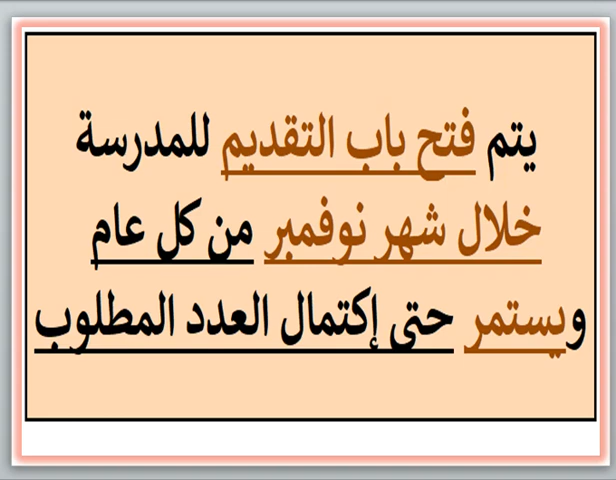 يتم فتح باب التقديم للمدرسة
خلال شهر نوفمبر من كل عام
ويستمر حتى إكتمال العدد المطلوب